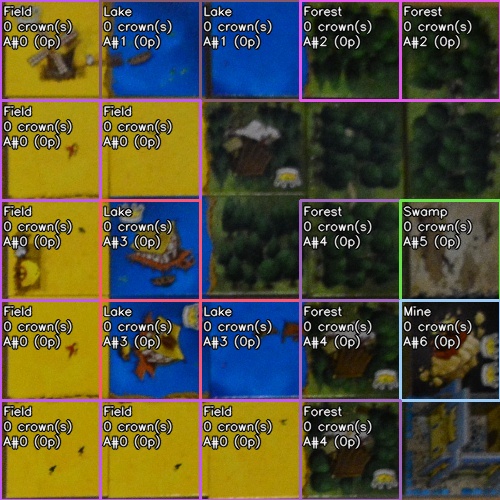 Field
0 crown(s)
A#0 (0p)
Lake
0 crown(s)
A#1 (0p)
Lake
0 crown(s)
A#1 (0p)
Forest
0 crown(s)
A#2 (0p)
Forest
0 crown(s)
A#2 (0p)
Field
0 crown(s)
A#0 (0p)
Field
0 crown(s)
A#0 (0p)
Field
0 crown(s)
A#0 (0p)
Lake
0 crown(s)
A#3 (0p)
Forest
0 crown(s)
A#4 (0p)
Swamp
0 crown(s)
A#5 (0p)
Field
0 crown(s)
A#0 (0p)
Lake
0 crown(s)
A#3 (0p)
Lake
0 crown(s)
A#3 (0p)
Forest
0 crown(s)
A#4 (0p)
Mine
0 crown(s)
A#6 (0p)
Field
0 crown(s)
A#0 (0p)
Field
0 crown(s)
A#0 (0p)
Field
0 crown(s)
A#0 (0p)
Forest
0 crown(s)
A#4 (0p)